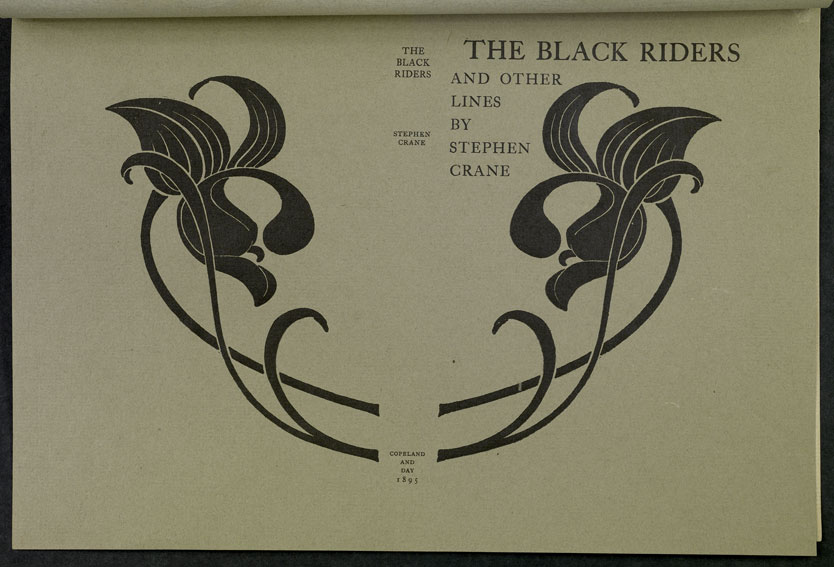 THE
BLACK
RIDERS
STEPHEN
CRANE
COPELAND
AND
DAY
1895
THE BLACK RIDERS
AND OTHER
LINES
BY
STEPHEN
CRANE